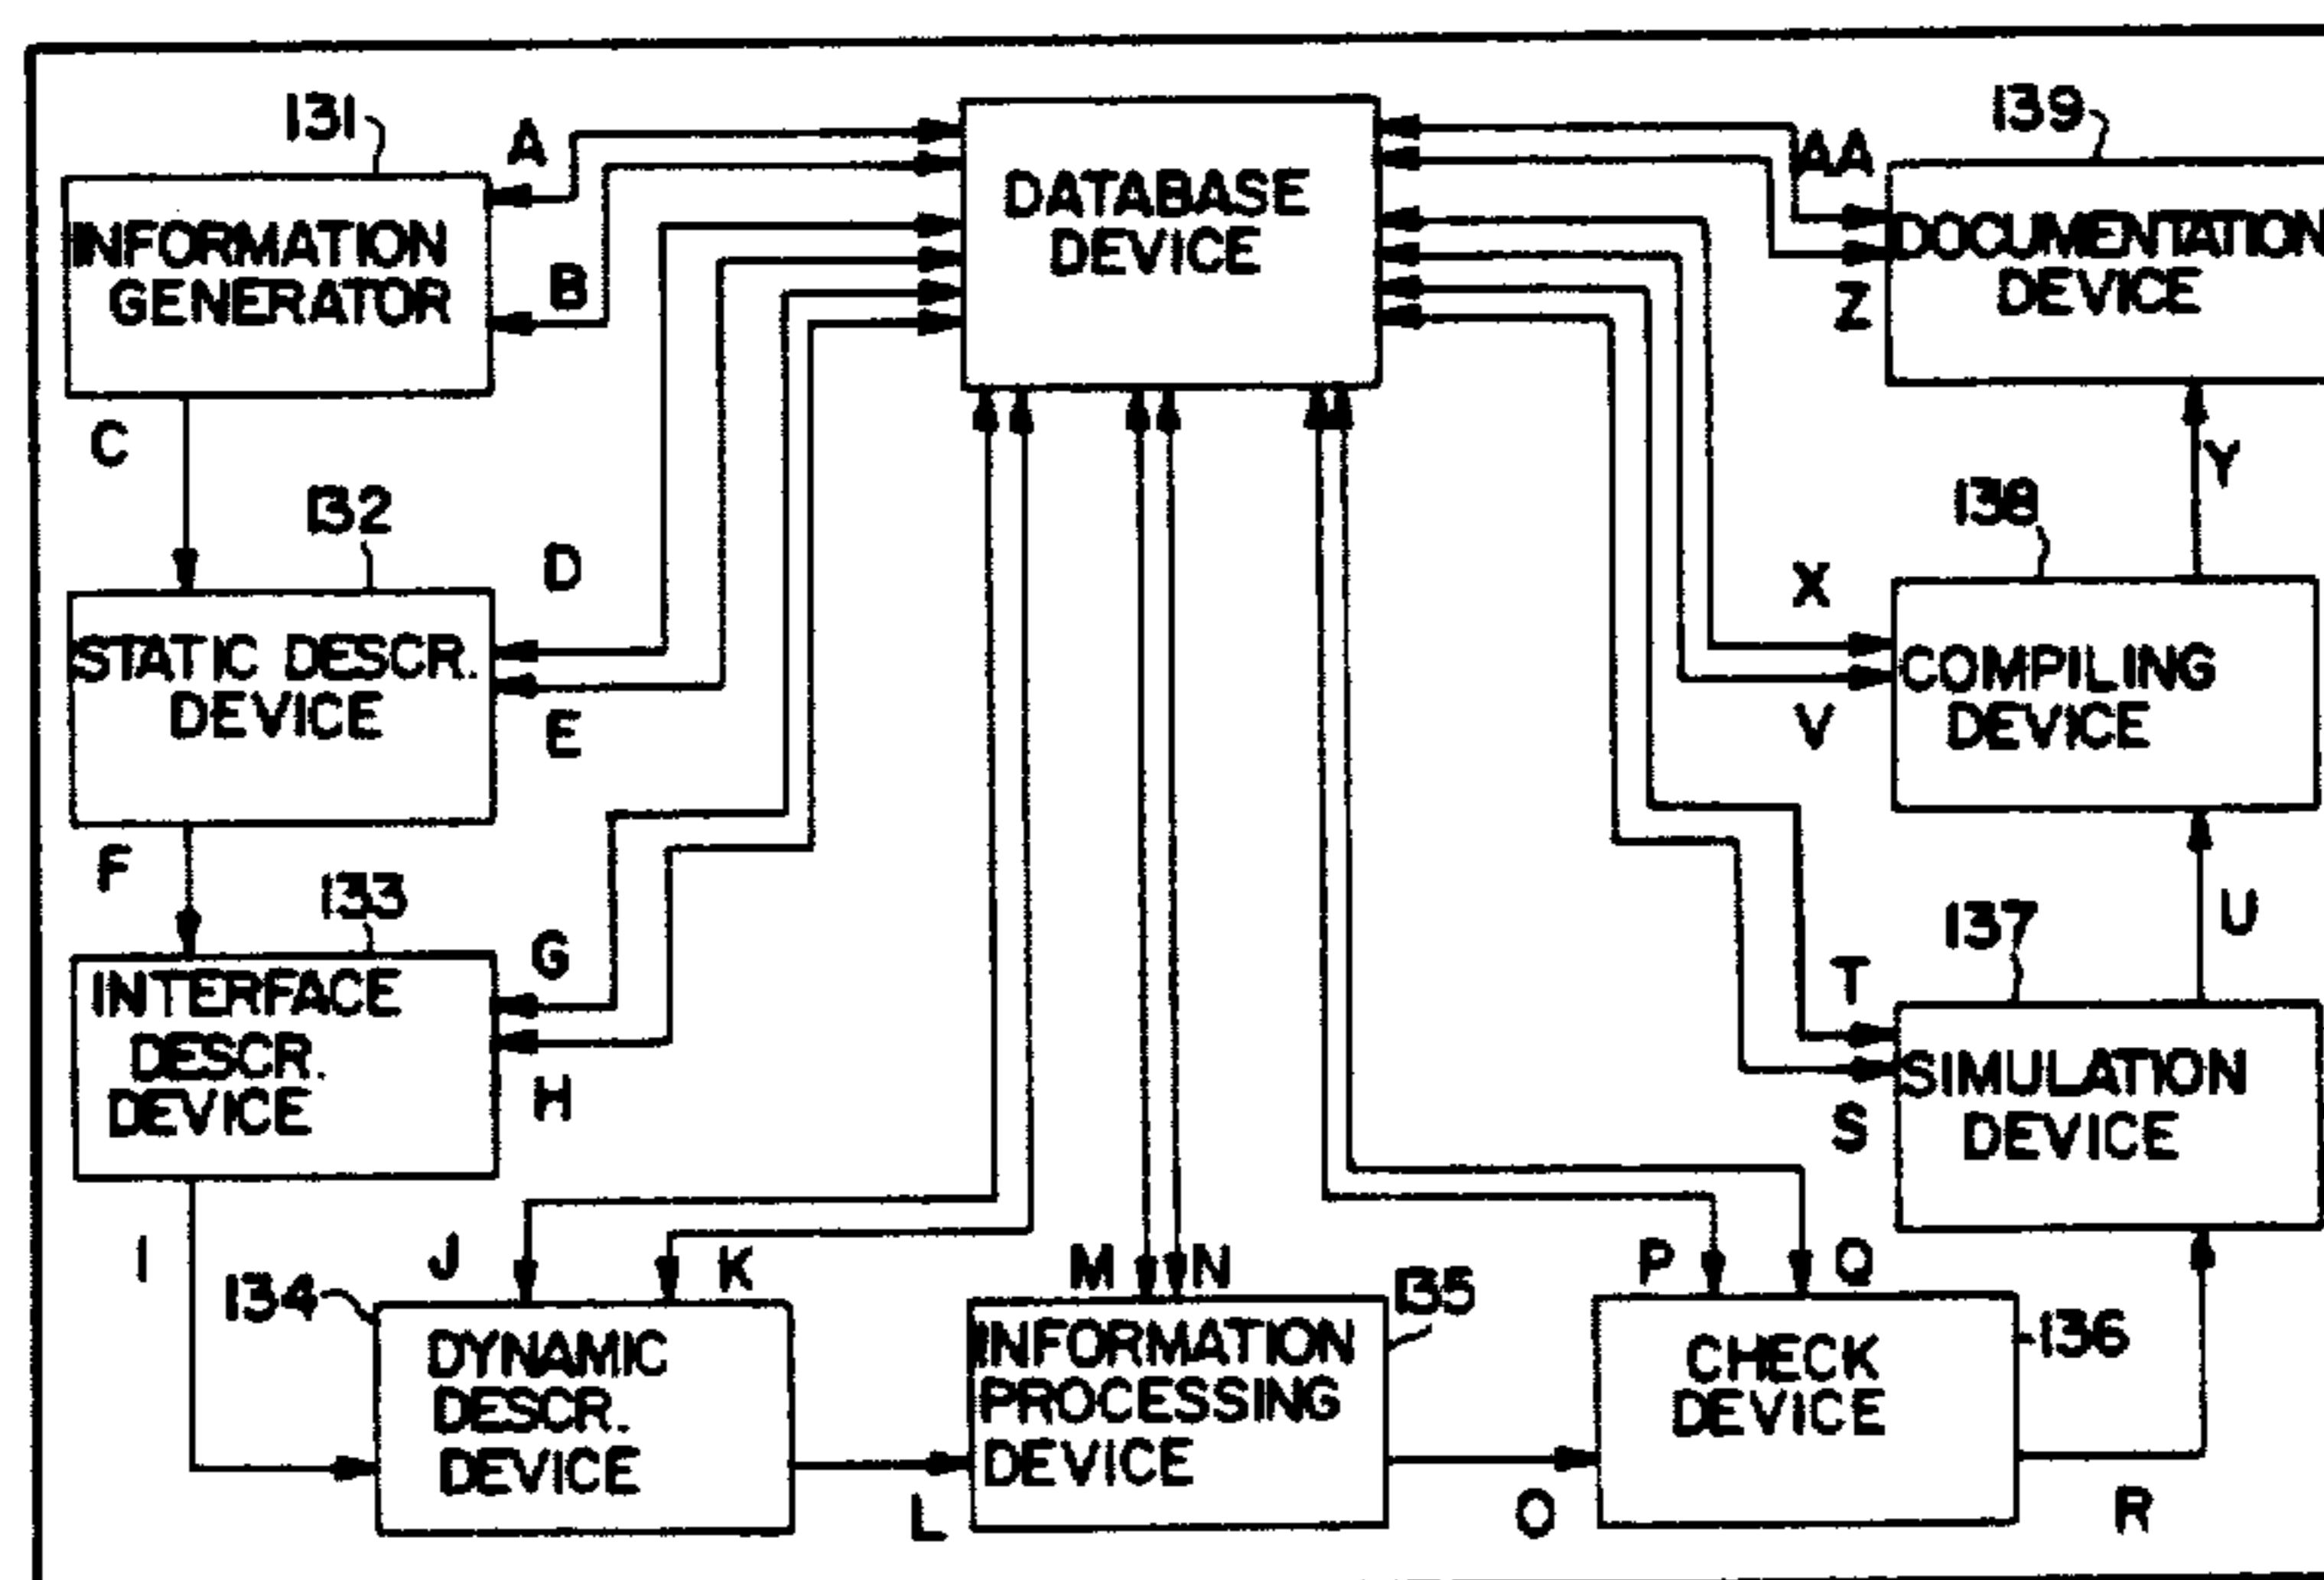 131
A
INFORMATION
GENERATOR
B
C
132
D
STATIC DESCR.
DEVICE
E
F
133
G
INTERFACE
DESCR.
DEVICE
H
I
134
J
K
DYNAMIC
DESCR.
DEVICE
L
DATABASE
DEVICE
M
N
135
INFORMATION
PROCESSING
DEVICE
O
P
Q
136
CHECK
DEVICE
R
139
AA
DOCUMENTATION
DEVICE
Z
Y
138
X
COMPILING
DEVICE
V
U
137
T
SIMULATION
DEVICE
S